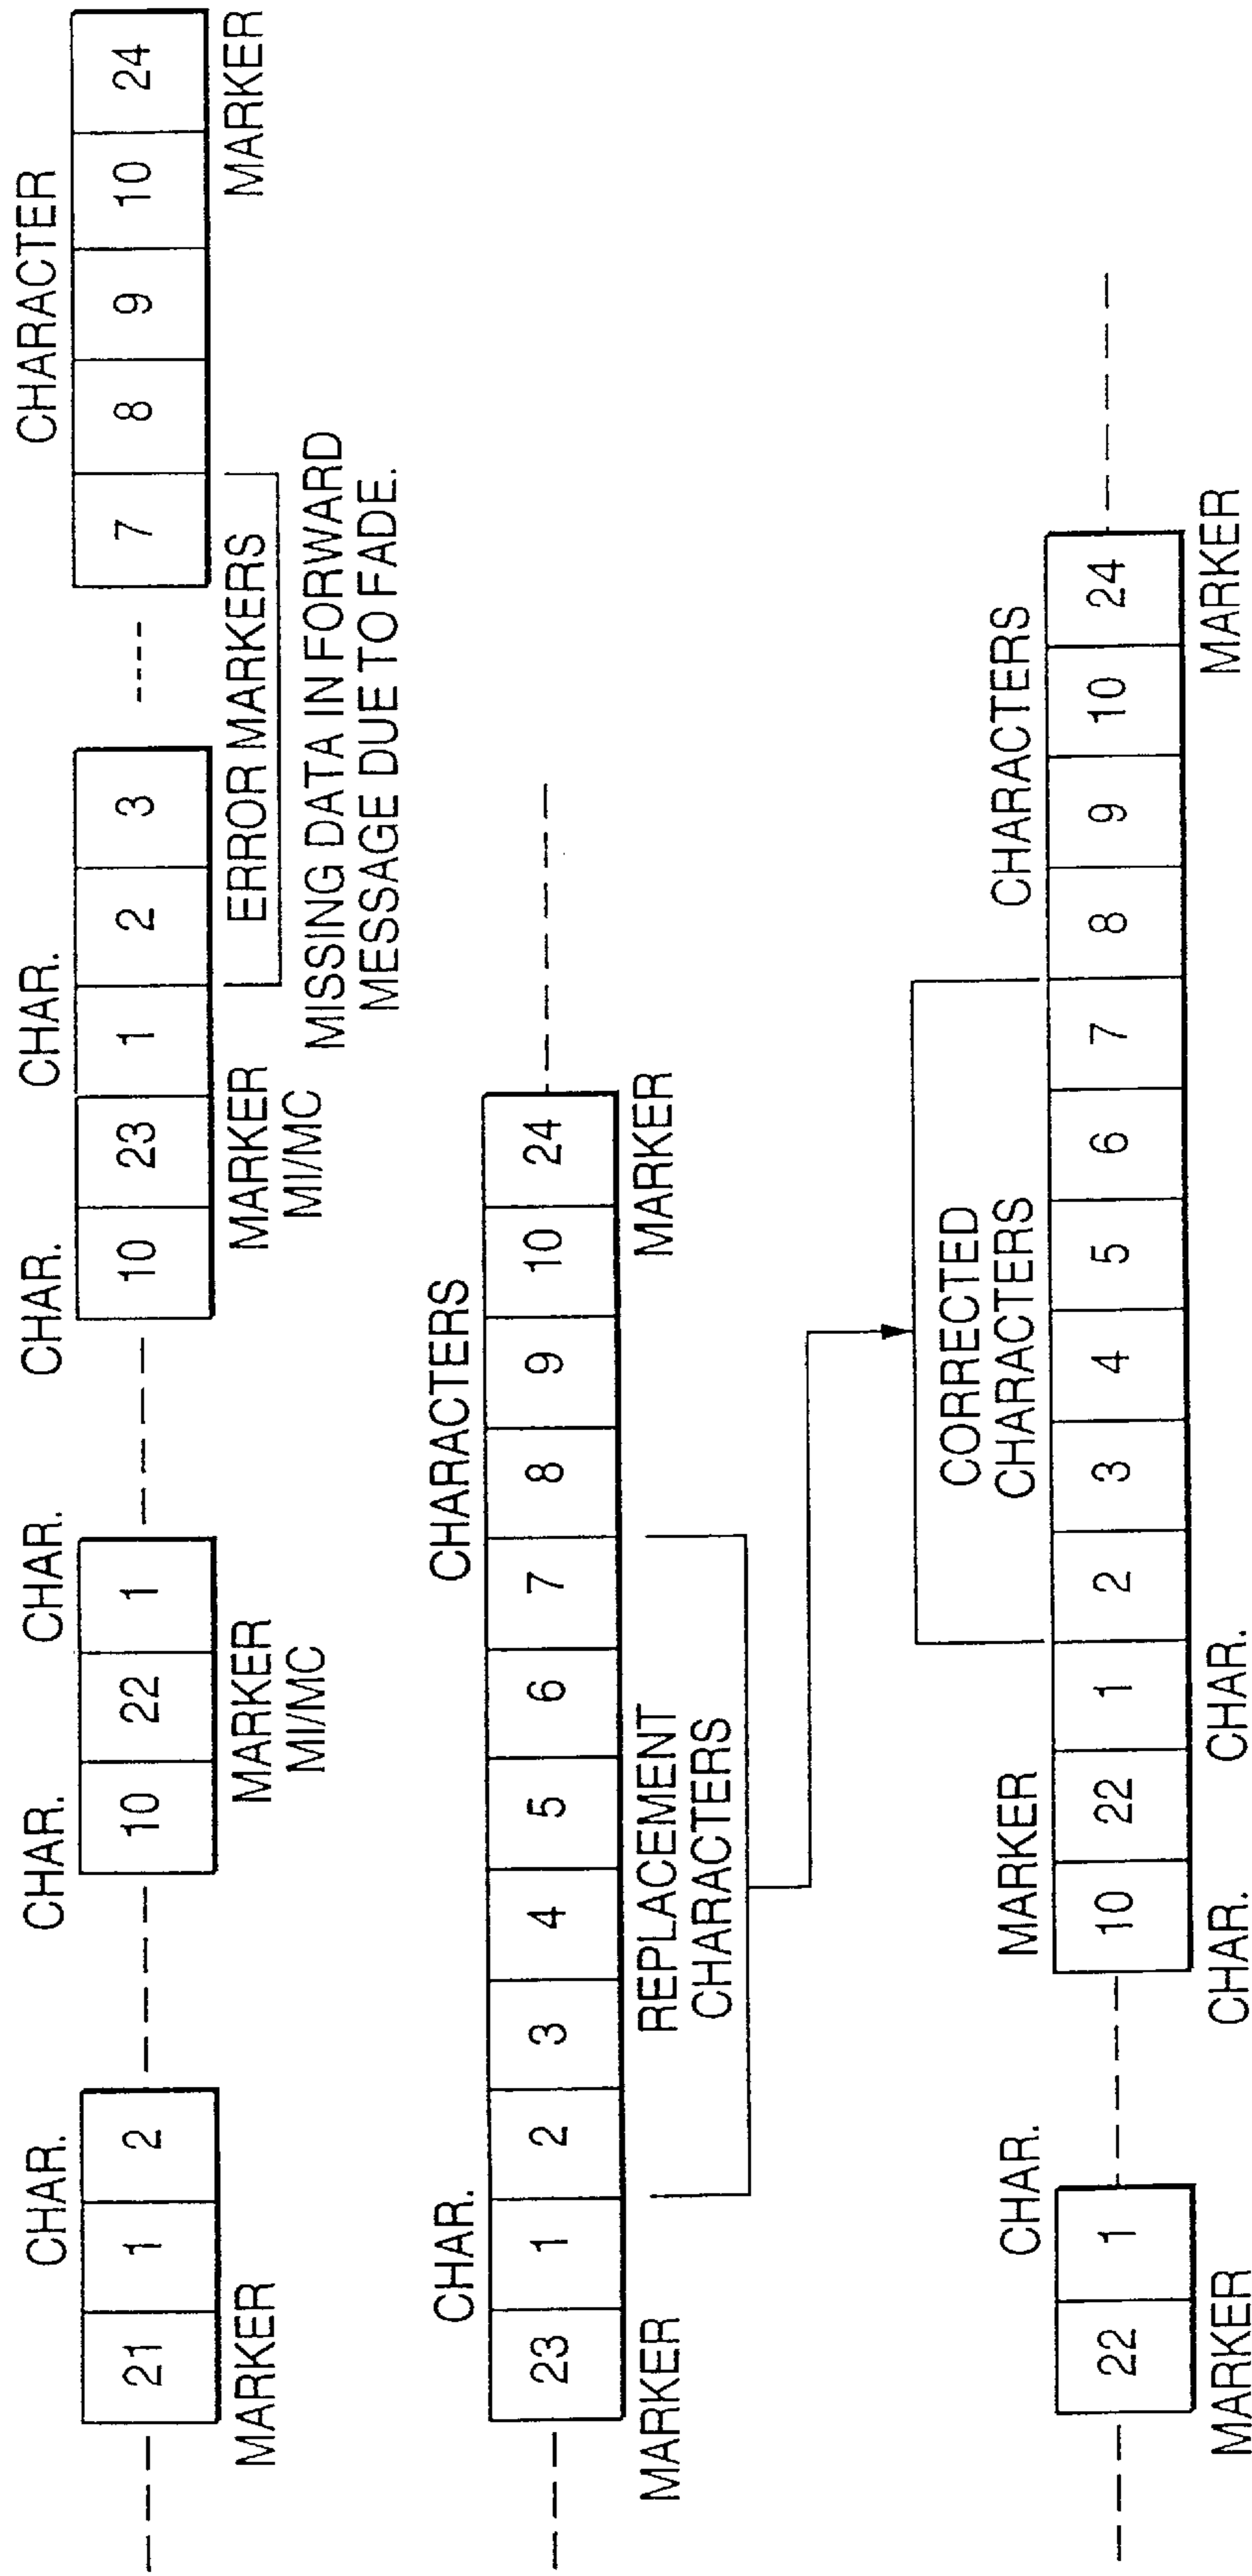 CHAR. CHAR. CHAR. CHAR. CHAR. CHARACTER
21 1 2 10 22 1 10 23 1 2 3 7 8 9 10 24
MARKER MARKER MARKER ERROR MARKERS MARKER
MI/MC MI/MC
MISSING DATA IN FORWARD
MESSAGE DUE TO FADE.
CHAR. CHARACTERS
23 1 2 3 4 5 6 7 8 9 10 24
MARKER REPLACEMENT MARKER
CHARACTERS
CORRECTED
CHARACTERS
CHAR. MARKER CHARACTERS
22 1 10 22 1 2 3 4 5 6 7 8 9 10 24
MARKER CHAR. CHAR. MARKER